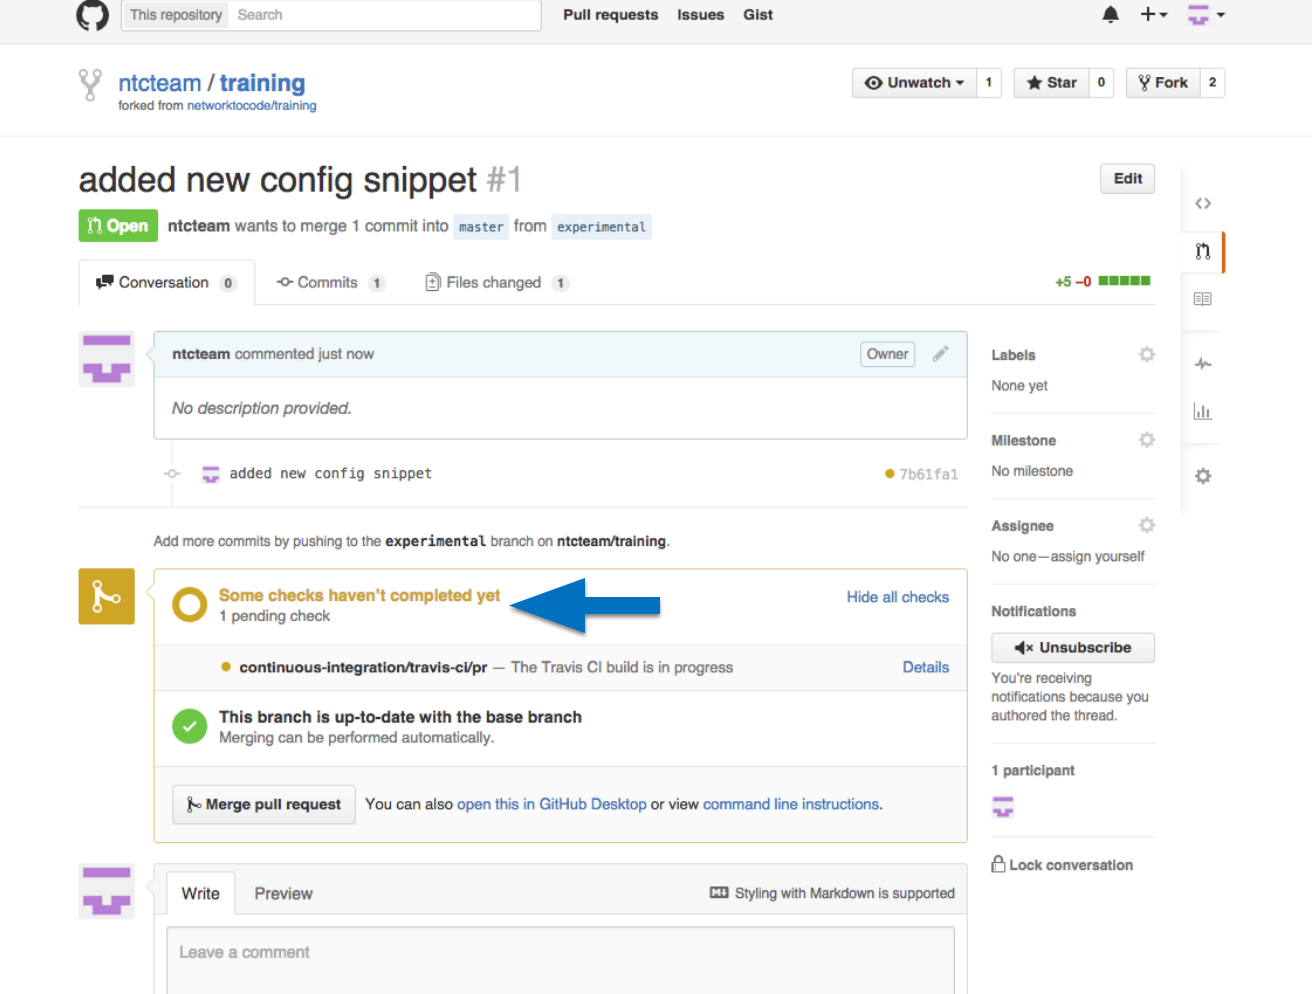 This repository Search Pull requests Issues Gist
ntcteam / training
forked from networktocode/training
Unwatch 1 Star 0 Fork 2
added new config snippet #1
Edit
Open ntcteam wants to merge 1 commit into master from experimental
Conversation 0 Commits 1 Files changed 1
+5 −0
ntcteam commented just now Owner
No description provided.
added new config snippet 7b61fa1
Add more commits by pushing to the experimental branch on ntcteam/training.
Some checks haven't completed yet
1 pending check
Hide all checks
continuous-integration/travis-ci/pr — The Travis CI build is in progress Details
This branch is up-to-date with the base branch
Merging can be performed automatically.
Merge pull request You can also open this in GitHub Desktop or view command line instructions.
Write Preview Styling with Markdown is supported
Leave a comment
Labels
None yet
Milestone
No milestone
Assignee
No one—assign yourself
Notifications
Unsubscribe
You're receiving
notifications because you
authored the thread.
1 participant
Lock conversation